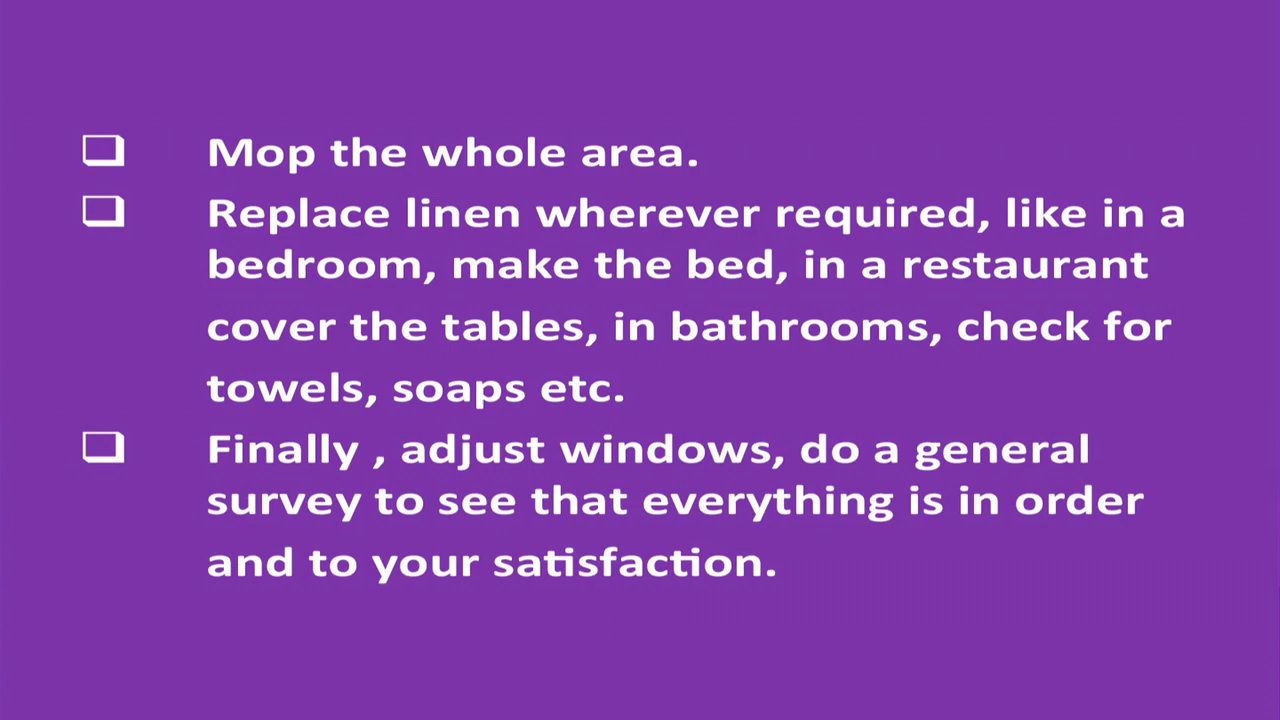 ❑ Mop the whole area.
❑ Replace linen wherever required, like in a
bedroom, make the bed, in a restaurant
cover the tables, in bathrooms, check for
towels, soaps etc.
❑ Finally , adjust windows, do a general
survey to see that everything is in order
and to your satisfaction.